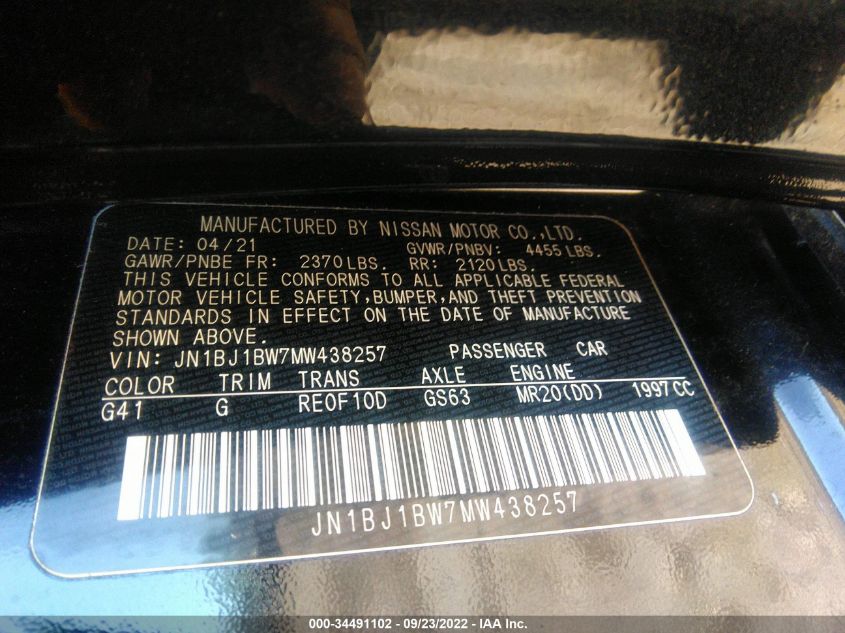 MANUFACTURED BY NISSAN MOTOR CO.,LTD.
DATE: 04/21 GVWR/PNBV: 4455 LBS.
GAWR/PNBE FR: 2370 LBS. RR: 2120 LBS.
THIS VEHICLE CONFORMS TO ALL APPLICABLE FEDERAL
MOTOR VEHICLE SAFETY,BUMPER,AND THEFT PREVENTION
STANDARDS IN EFFECT ON THE DATE OF MANUFACTURE
SHOWN ABOVE.
VIN: JN1BJ1BW7MW438257 PASSENGER CAR
COLOR TRIM TRANS AXLE ENGINE
G41 G RE0F10D GS63 MR20(DD) 1997CC
JN1BJ1BW7MW438257
000-34491102 - 09/23/2022 - IAA Inc.